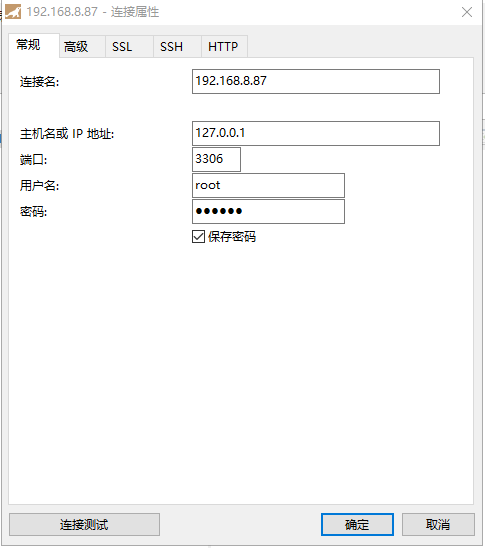 192.168.8.87 - 连接属性
常规 高级 SSL SSH HTTP
连接名: 192.168.8.87
主机名或 IP 地址: 127.0.0.1
端口: 3306
用户名: root
密码: ●●●●●●
保存密码
连接测试 确定 取消